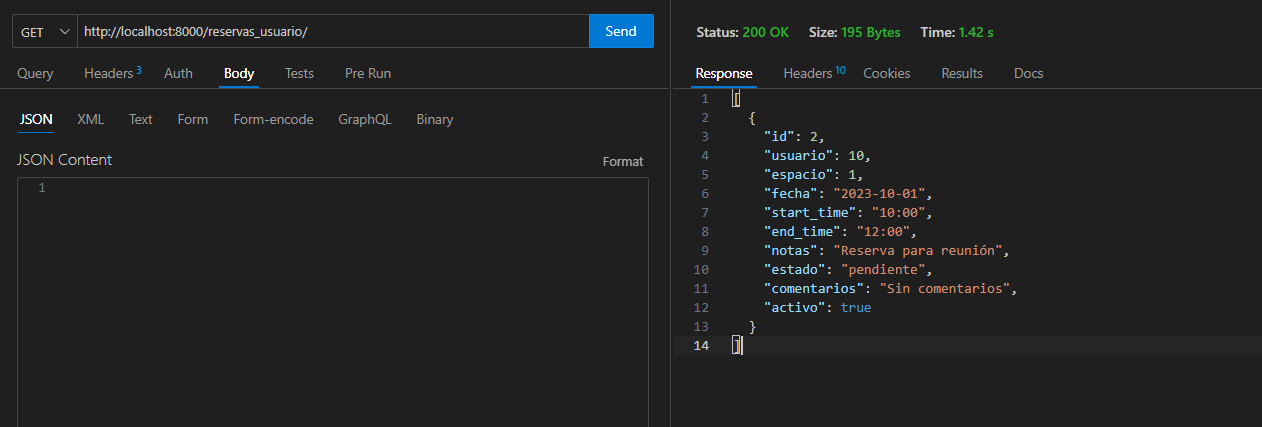 GET http://localhost:8000/reservas_usuario/ Send
Query Headers 3 Auth Body Tests Pre Run
JSON XML Text Form Form-encode GraphQL Binary
JSON Content Format
1
Status: 200 OK Size: 195 Bytes Time: 1.42 s
Response Headers 10 Cookies Results Docs
1 [
2 {
3 "id": 2,
4 "usuario": 10,
5 "espacio": 1,
6 "fecha": "2023-10-01",
7 "start_time": "10:00",
8 "end_time": "12:00",
9 "notas": "Reserva para reunión",
10 "estado": "pendiente",
11 "comentarios": "Sin comentarios",
12 "activo": true
13 }
14 ]